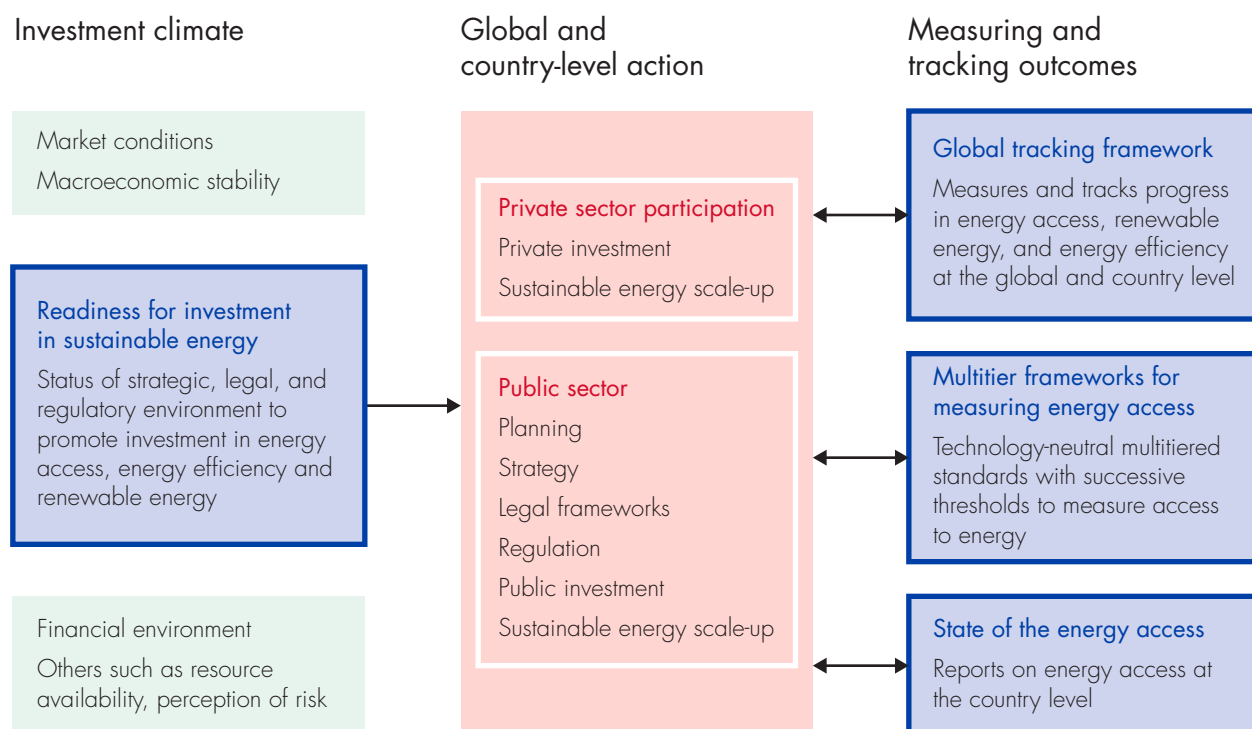 Investment climate
Market conditions
Macroeconomic stability
Readiness for investment
in sustainable energy
Status of strategic, legal, and
regulatory environment to
promote investment in energy
access, energy efficiency and
renewable energy
Financial environment
Others such as resource
availability, perception of risk
Global and
country-level action
Private sector participation
Private investment
Sustainable energy scale-up
Public sector
Planning
Strategy
Legal frameworks
Regulation
Public investment
Sustainable energy scale-up
Measuring and
tracking outcomes
Global tracking framework
Measures and tracks progress
in energy access, renewable
energy, and energy efficiency
at the global and country level
Multitier frameworks for
measuring energy access
Technology-neutral multitiered
standards with successive
thresholds to measure access
to energy
State of the energy access
Reports on energy access at
the country level